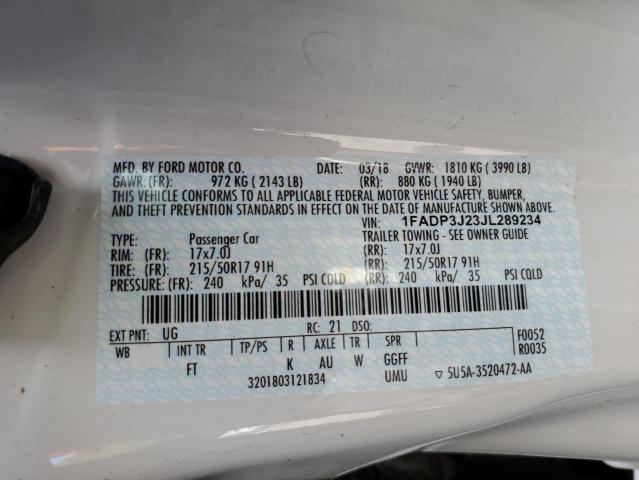 MFD. BY FORD MOTOR CO. DATE: 03/18 GVWR: 1810 KG ( 3990 LB)
GAWR: (FR): 972 KG ( 2143 LB) (RR): 880 KG ( 1940 LB)
THIS VEHICLE CONFORMS TO ALL APPLICABLE FEDERAL MOTOR VEHICLE SAFETY, BUMPER,
AND THEFT PREVENTION STANDARDS IN EFFECT ON THE DATE OF MANUFACTURE SHOWN ABOVE.
VIN: 1FADP3J23JL289234
TYPE: Passenger Car TRAILER TOWING - SEE OWNER GUIDE
RIM: (FR): 17x7.0J (RR): 17x7.0J
TIRE: (FR): 215/50R17 91H (RR): 215/50R17 91H
PRESSURE: (FR): 240 kPa/ 35 PSI COLD (RR): 240 kPa/ 35 PSI COLD
EXT PNT: UG RC: 21 DSO: F0052
WB INT TR TP/PS R AXLE TR SPR R0035
FT K AU W GGFF
3201803121834 UMU ▽ 5U5A-3520472-AA